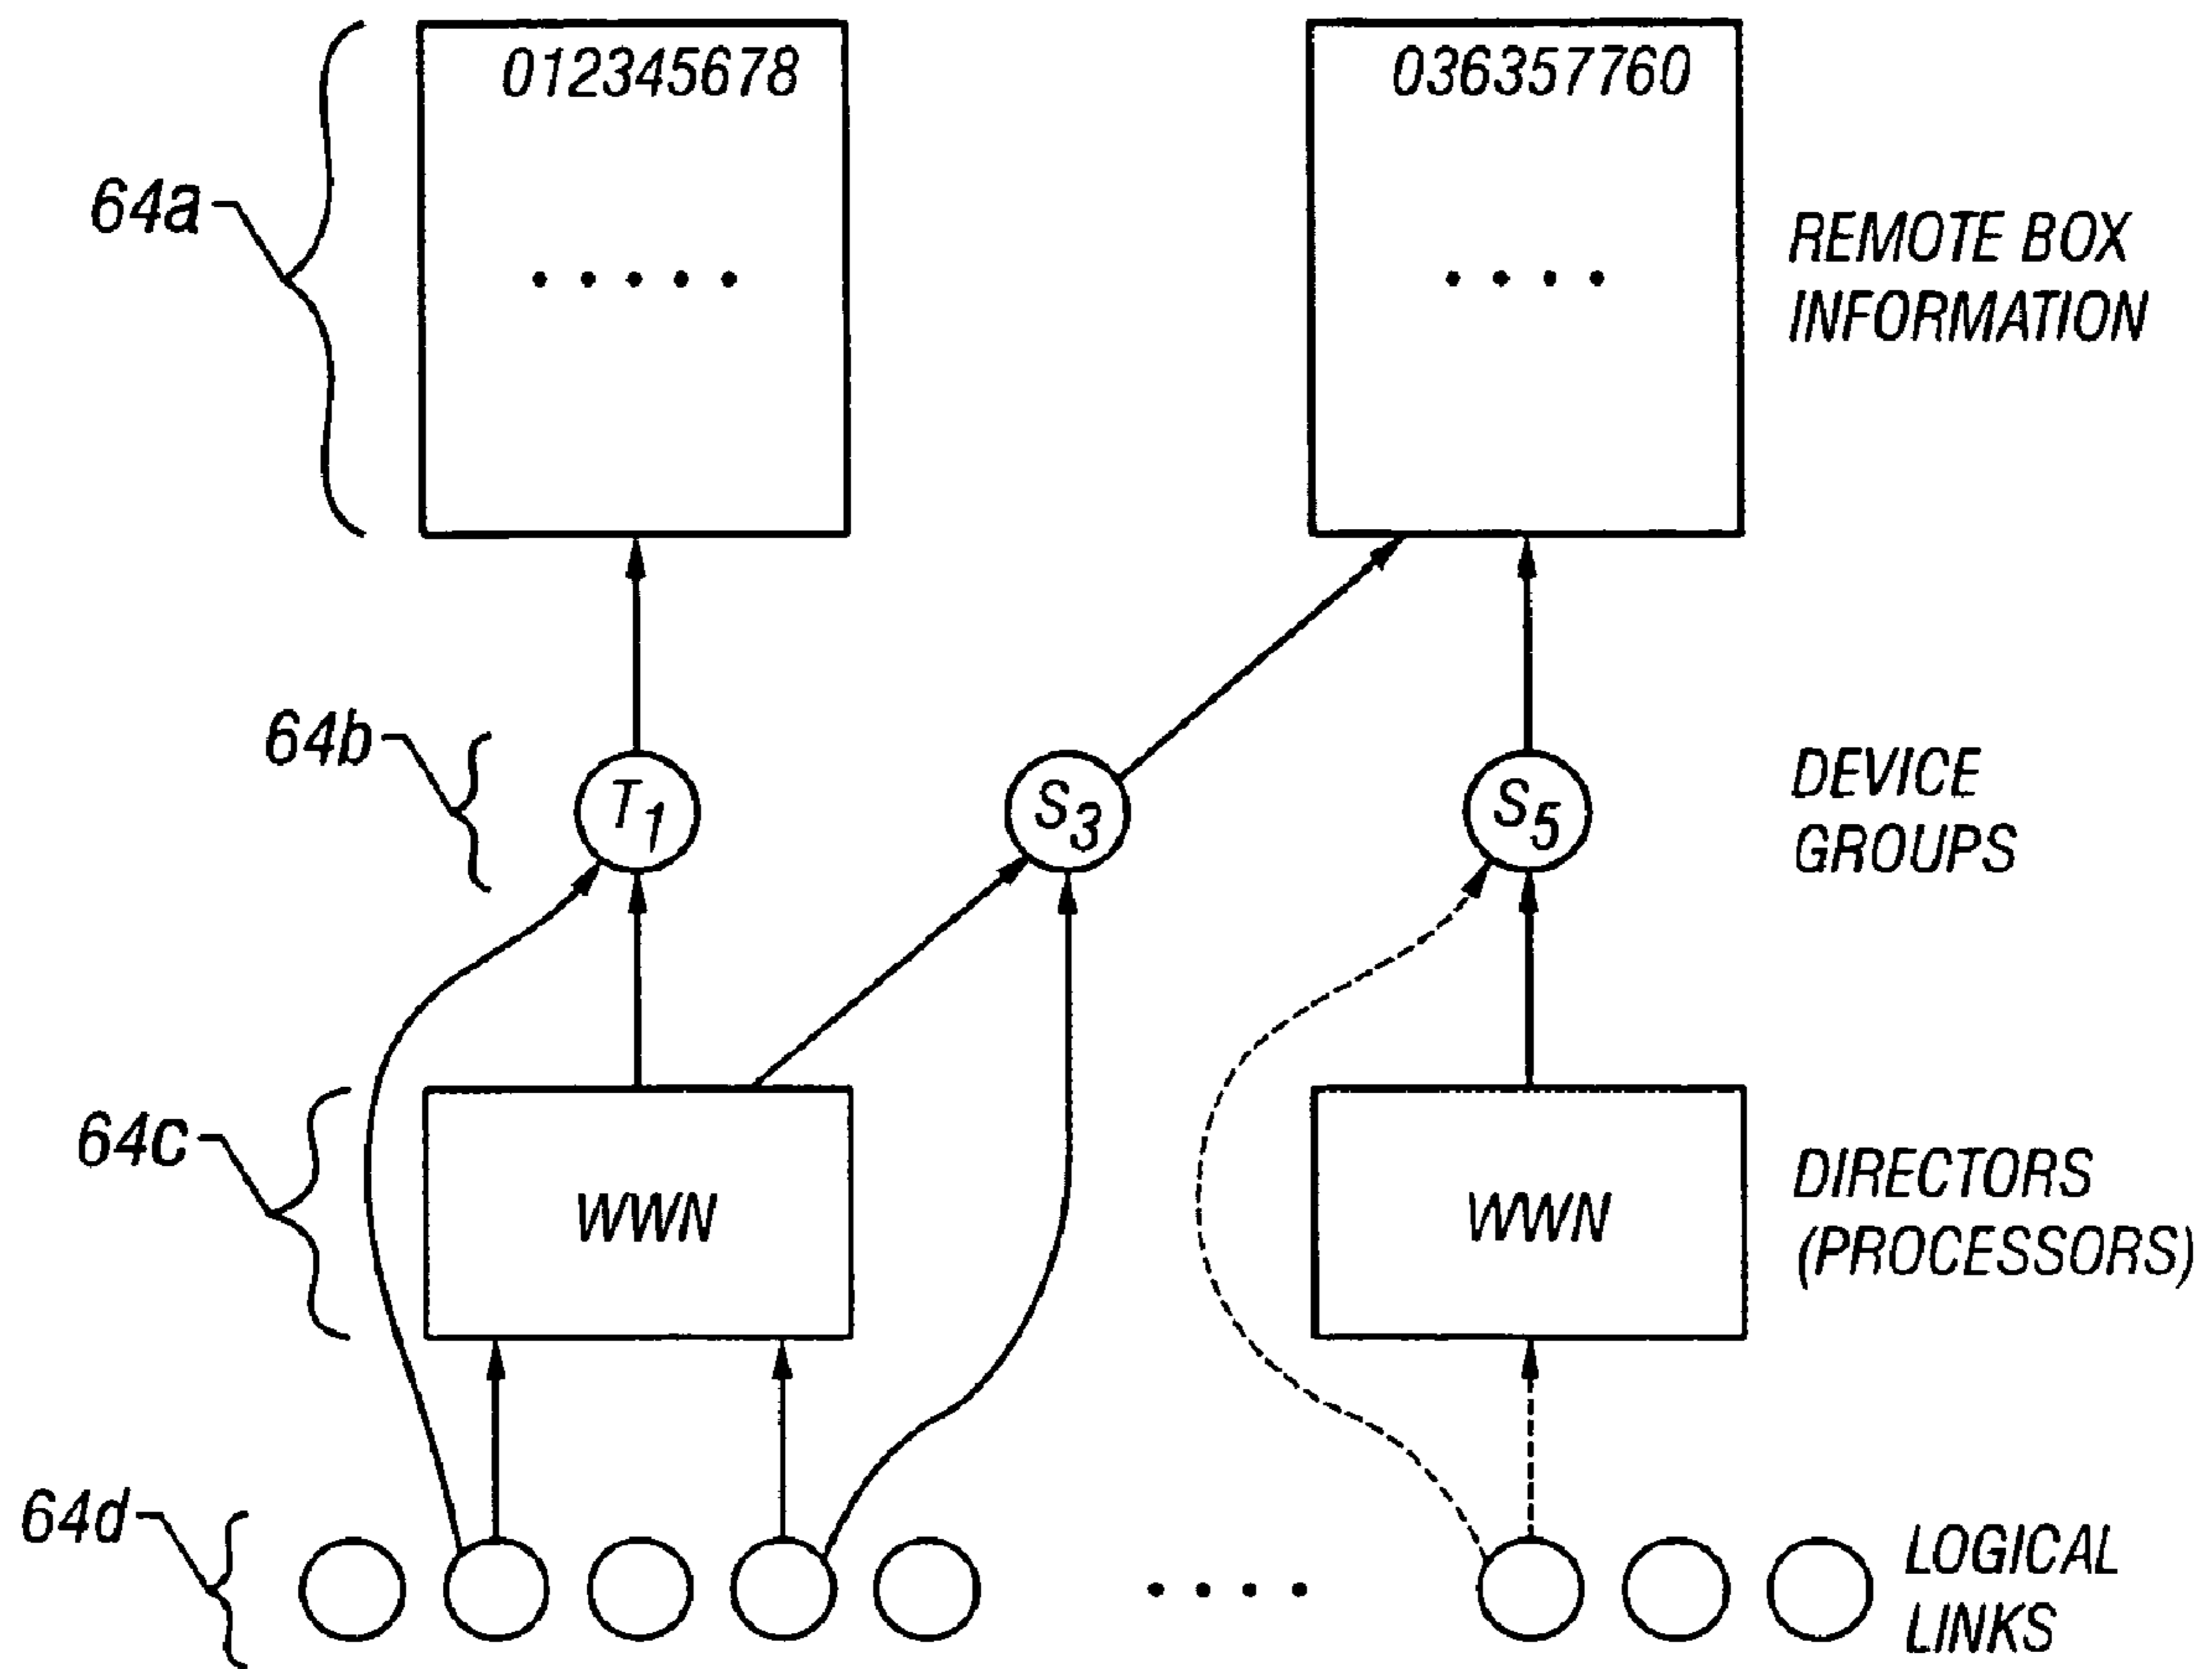 012345678
036357760
64a
REMOTE BOX
INFORMATION
64b
T1
S3
S5
DEVICE
GROUPS
64c
WWN
WWN
DIRECTORS
(PROCESSORS)
64d
LOGICAL
LINKS